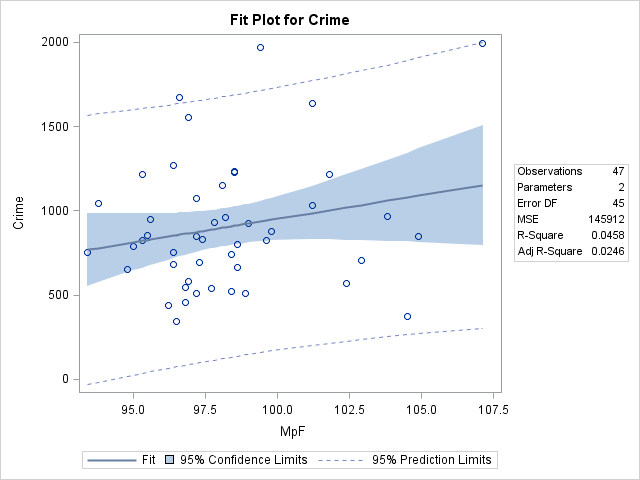 Fit Plot for Crime
2000
1500
1000
500
0
Crime
95.0 97.5 100.0 102.5 105.0 107.5
MpF
Observations 47
Parameters 2
Error DF 45
MSE 145912
R-Square 0.0458
Adj R-Square 0.0246
Fit 95% Confidence Limits 95% Prediction Limits